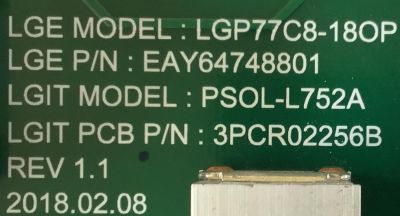 LGE MODEL : LGP77C8-18OP
LGE P/N : EAY64748801
LGIT MODEL : PSOL-L752A
LGIT PCB P/N : 3PCR02256B
REV 1.1
2018.02.08